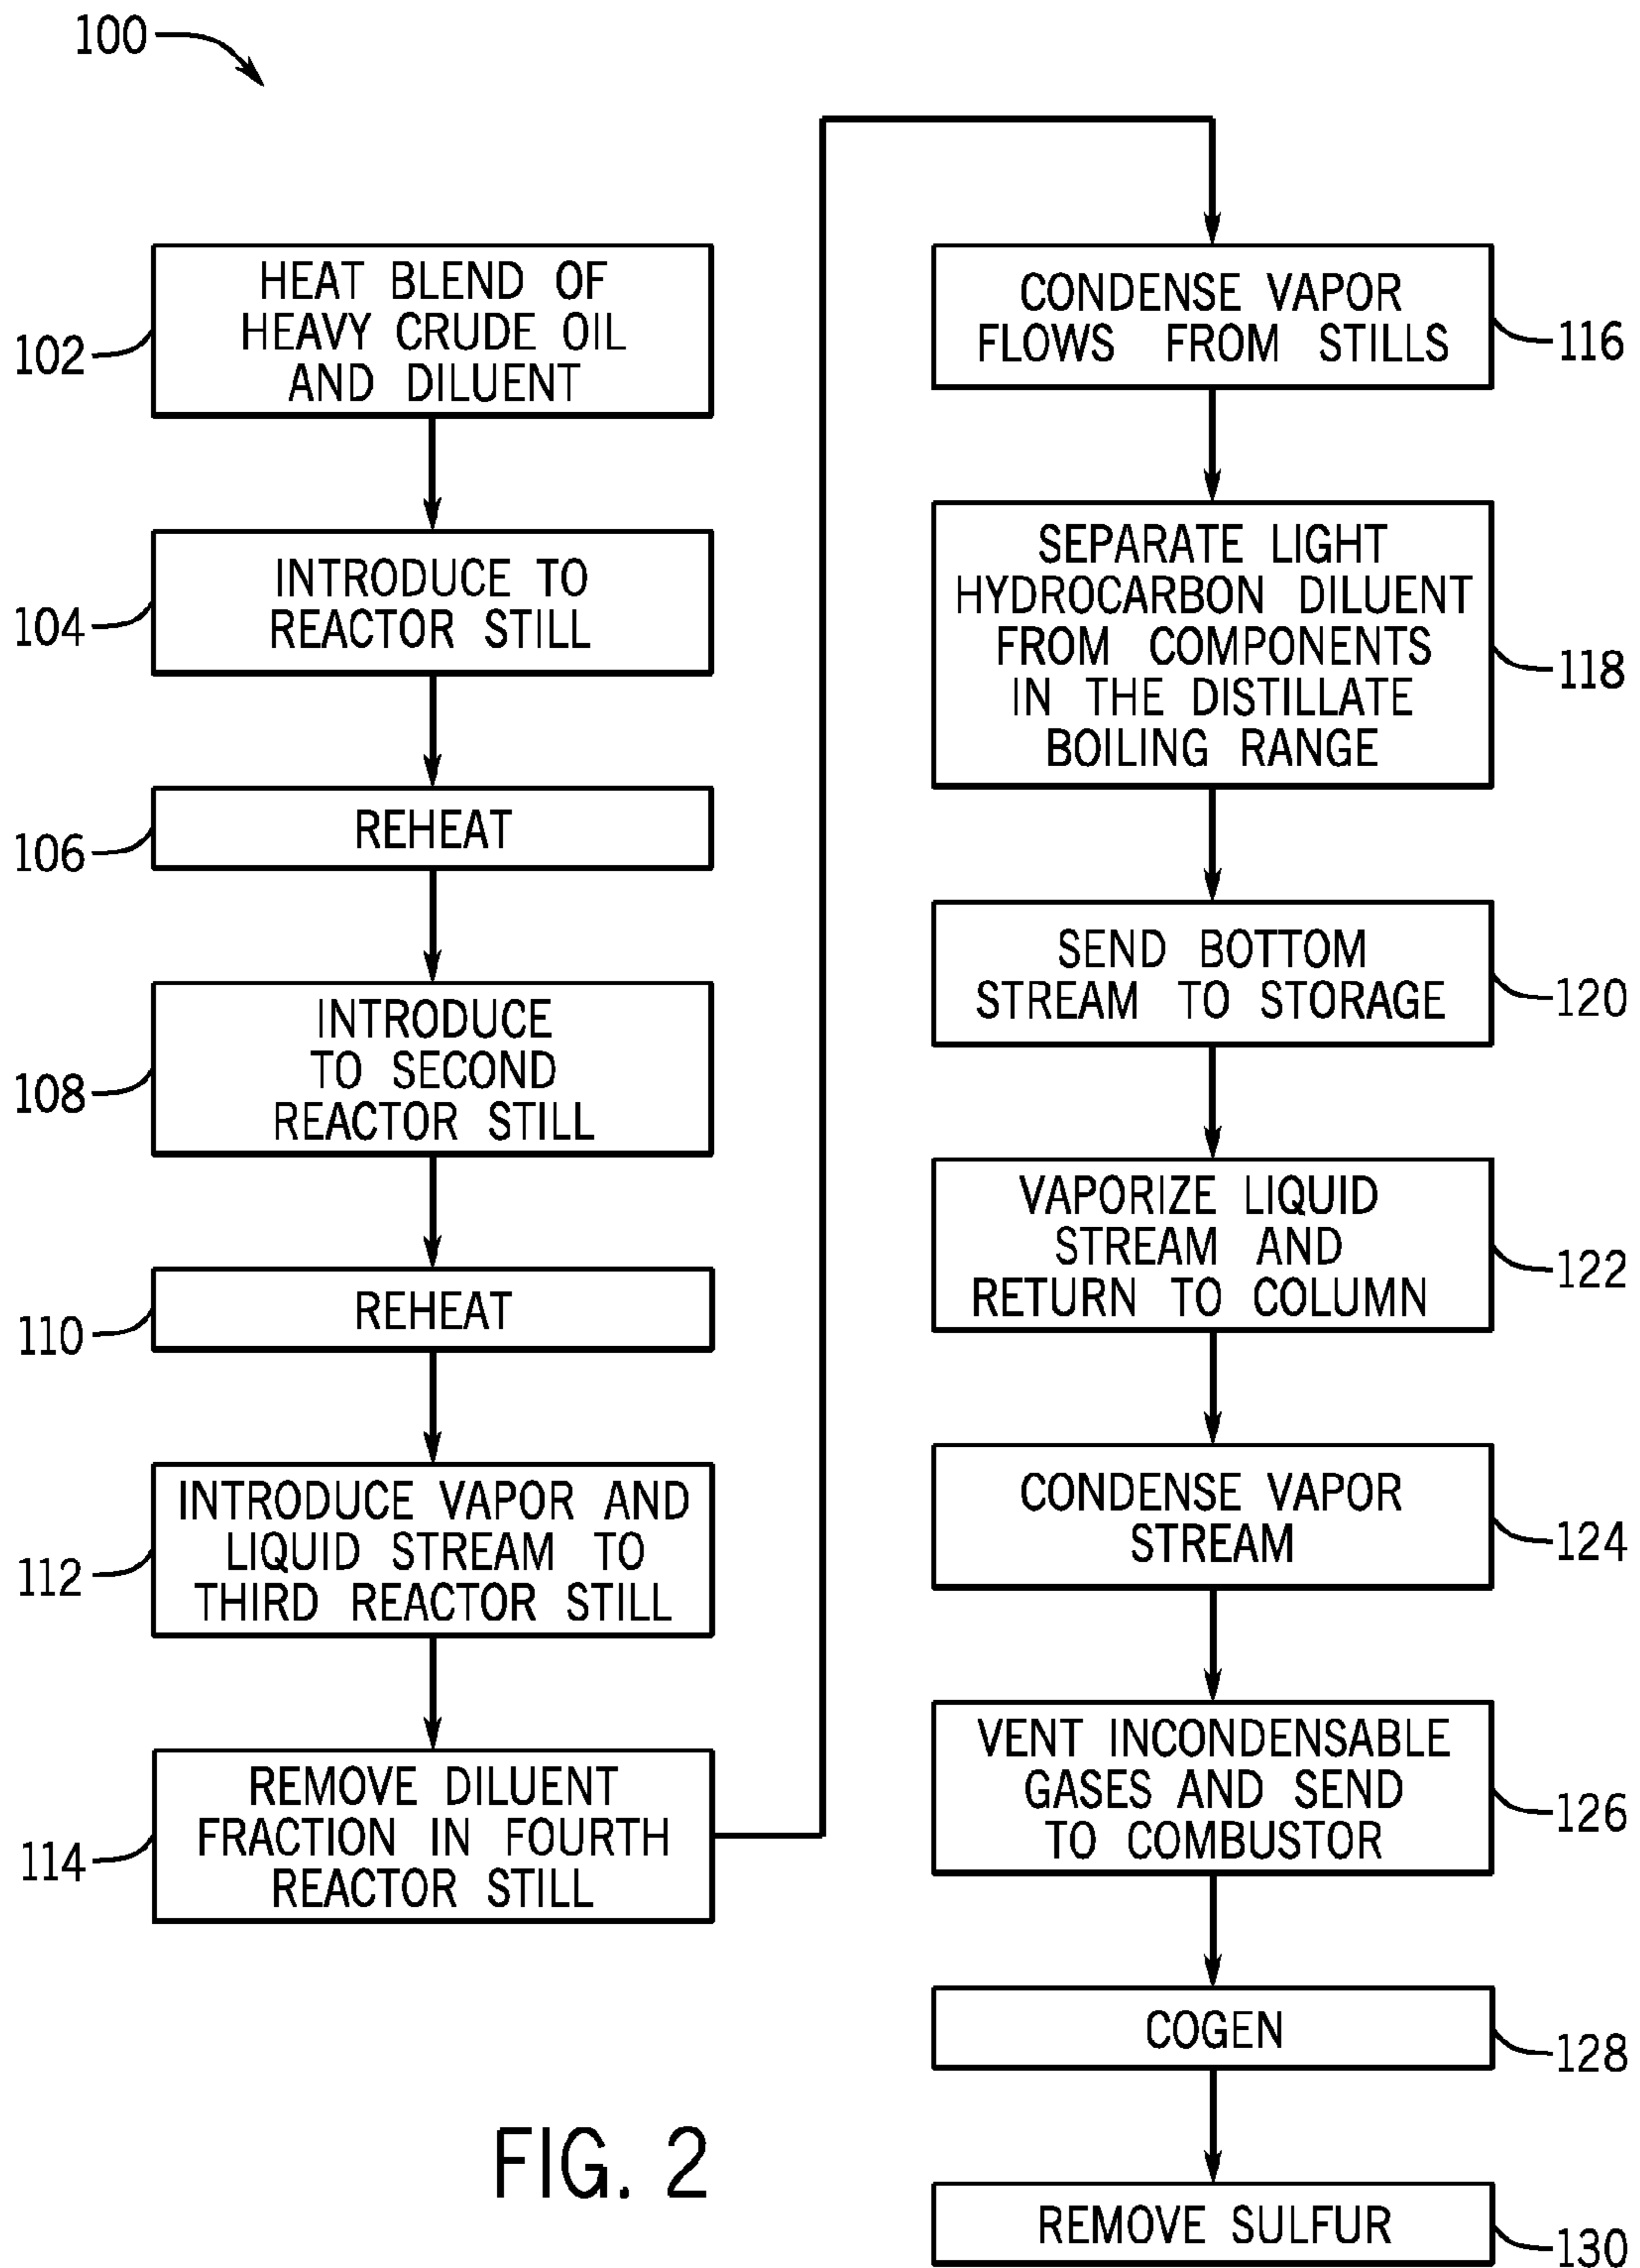 100
102
HEAT BLEND OF
HEAVY CRUDE OIL
AND DILUENT
104
INTRODUCE TO
REACTOR STILL
106
REHEAT
108
INTRODUCE
TO SECOND
REACTOR STILL
110
REHEAT
112
INTRODUCE VAPOR AND
LIQUID STREAM TO
THIRD REACTOR STILL
114
REMOVE DILUENT
FRACTION IN FOURTH
REACTOR STILL
CONDENSE VAPOR
FLOWS FROM STILLS
116
SEPARATE LIGHT
HYDROCARBON DILUENT
FROM COMPONENTS
IN THE DISTILLATE
BOILING RANGE
118
SEND BOTTOM
STREAM TO STORAGE
120
VAPORIZE LIQUID
STREAM AND
RETURN TO COLUMN
122
CONDENSE VAPOR
STREAM
124
VENT INCONDENSABLE
GASES AND SEND
TO COMBUSTOR
126
COGEN
128
REMOVE SULFUR
130
FIG. 2